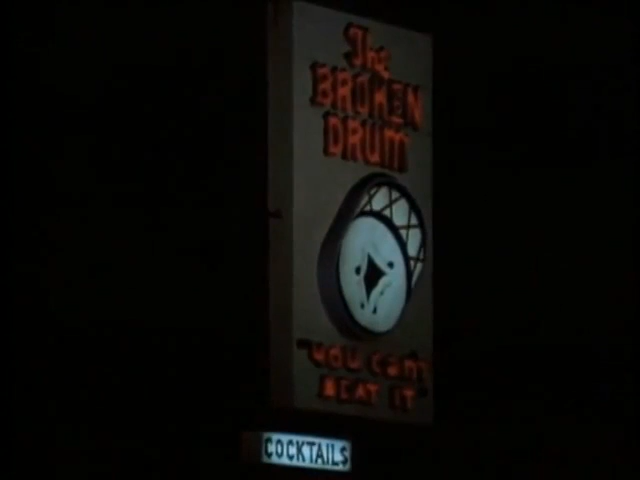 The
BROKEN
DRUM
"you can't
BEAT IT"
COCKTAILS